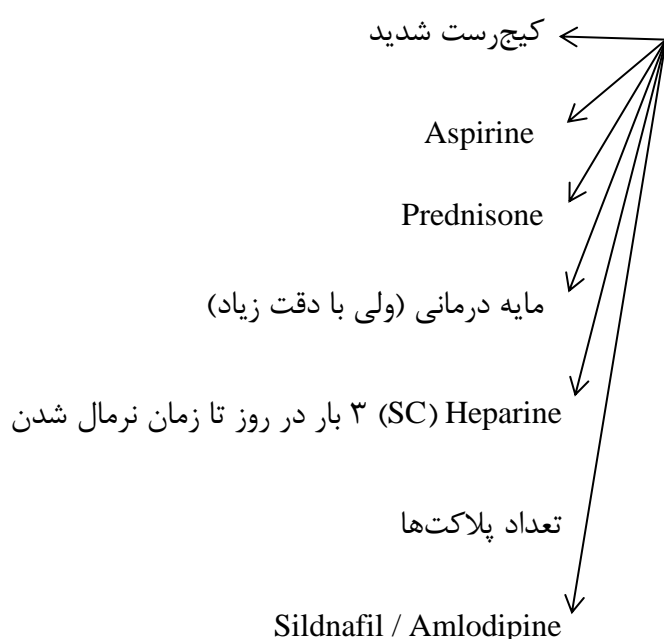 کیج‌رست شدید
Aspirine
Prednisone
مایه درمانی (ولی با دقت زیاد)
Heparine (SC) ۳ بار در روز تا زمان نرمال شدن
تعداد پلاکت‌ها
Sildnafil / Amlodipine